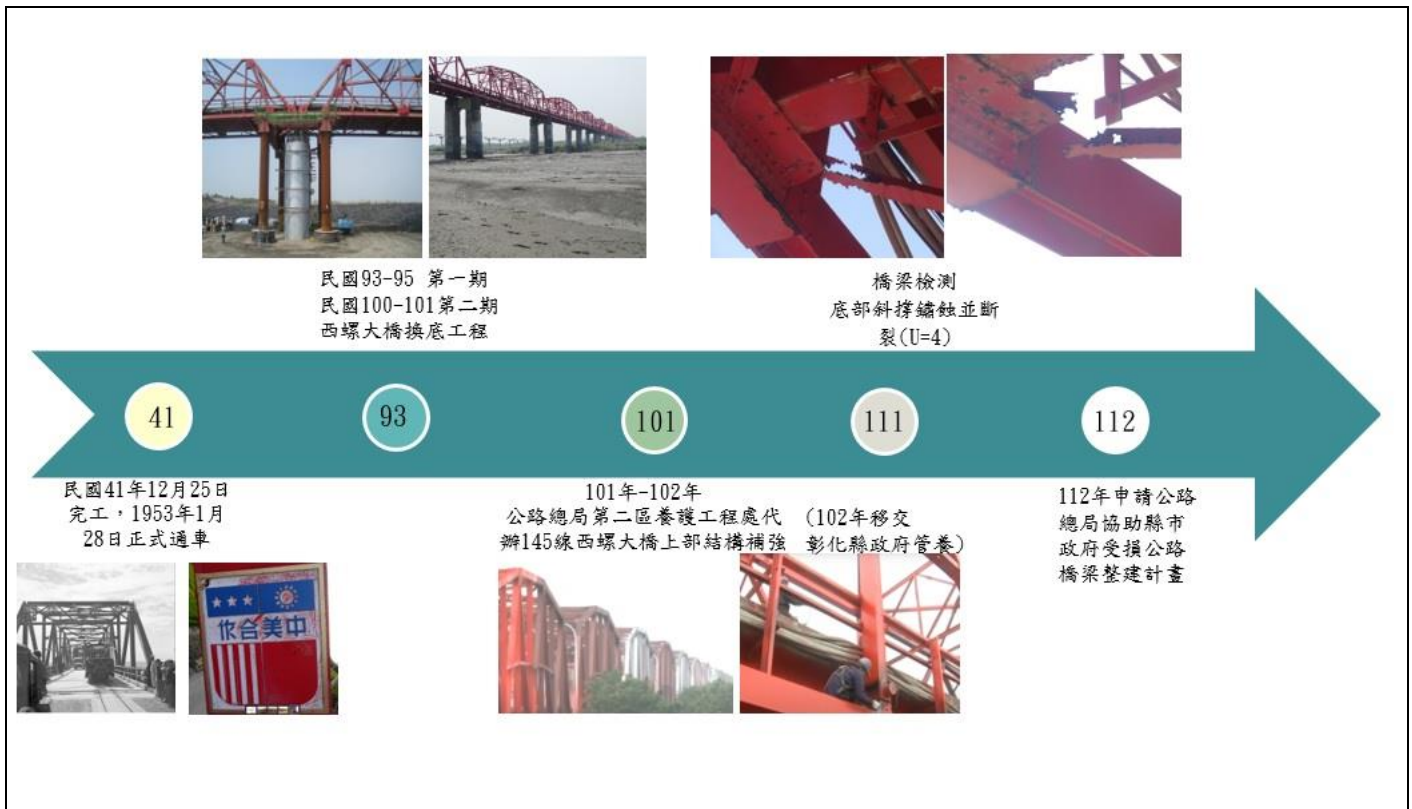 民國93-95 第一期
民國100-101第二期
西螺大橋換底工程
橋梁檢測
底部斜撐鏽蝕並斷
裂(U=4)
41
93
101
111
112
民國41年12月25日
完工，1953年1月
28日正式通車
101年-102年
公路總局第二區養護工程處代
辦145線西螺大橋上部結構補強
(102年移交
彰化縣政府管養)
112年申請公路
總局協助縣市
政府受損公路
橋梁整建計畫
作合美中